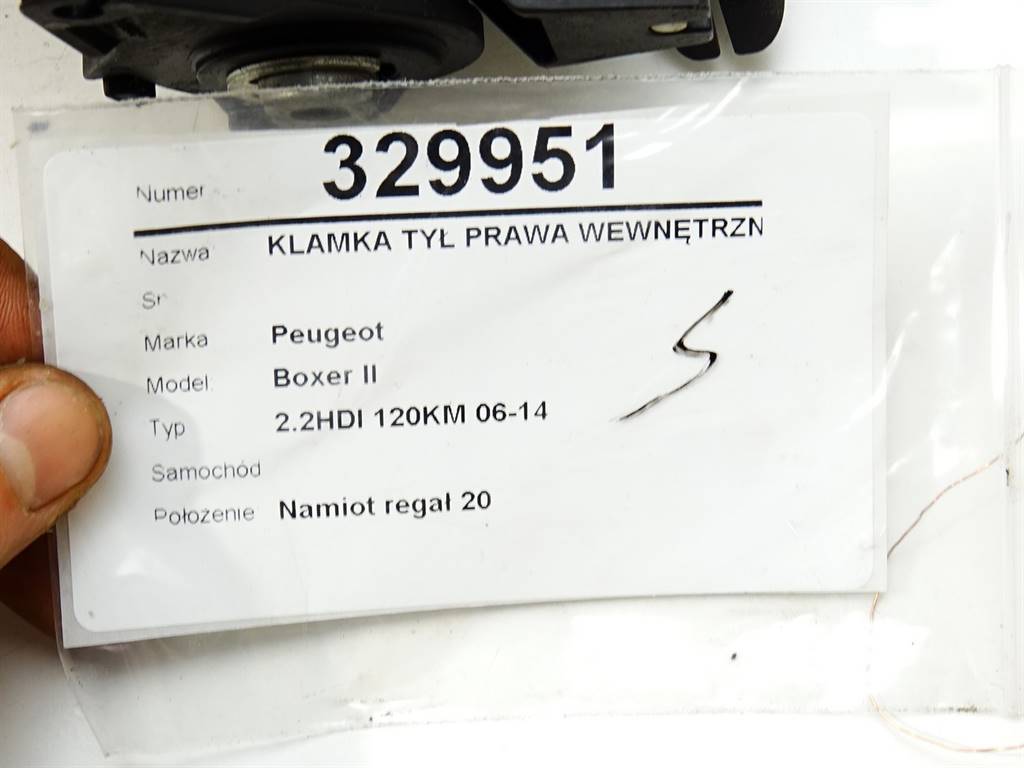 Numer 329951
Nazwa KLAMKA TYŁ PRAWA WEWNĘTRZN
Sr
Marka Peugeot
Model: Boxer II
Typ 2.2HDI 120KM 06-14
Samochód
Położenie Namiot regał 20
S